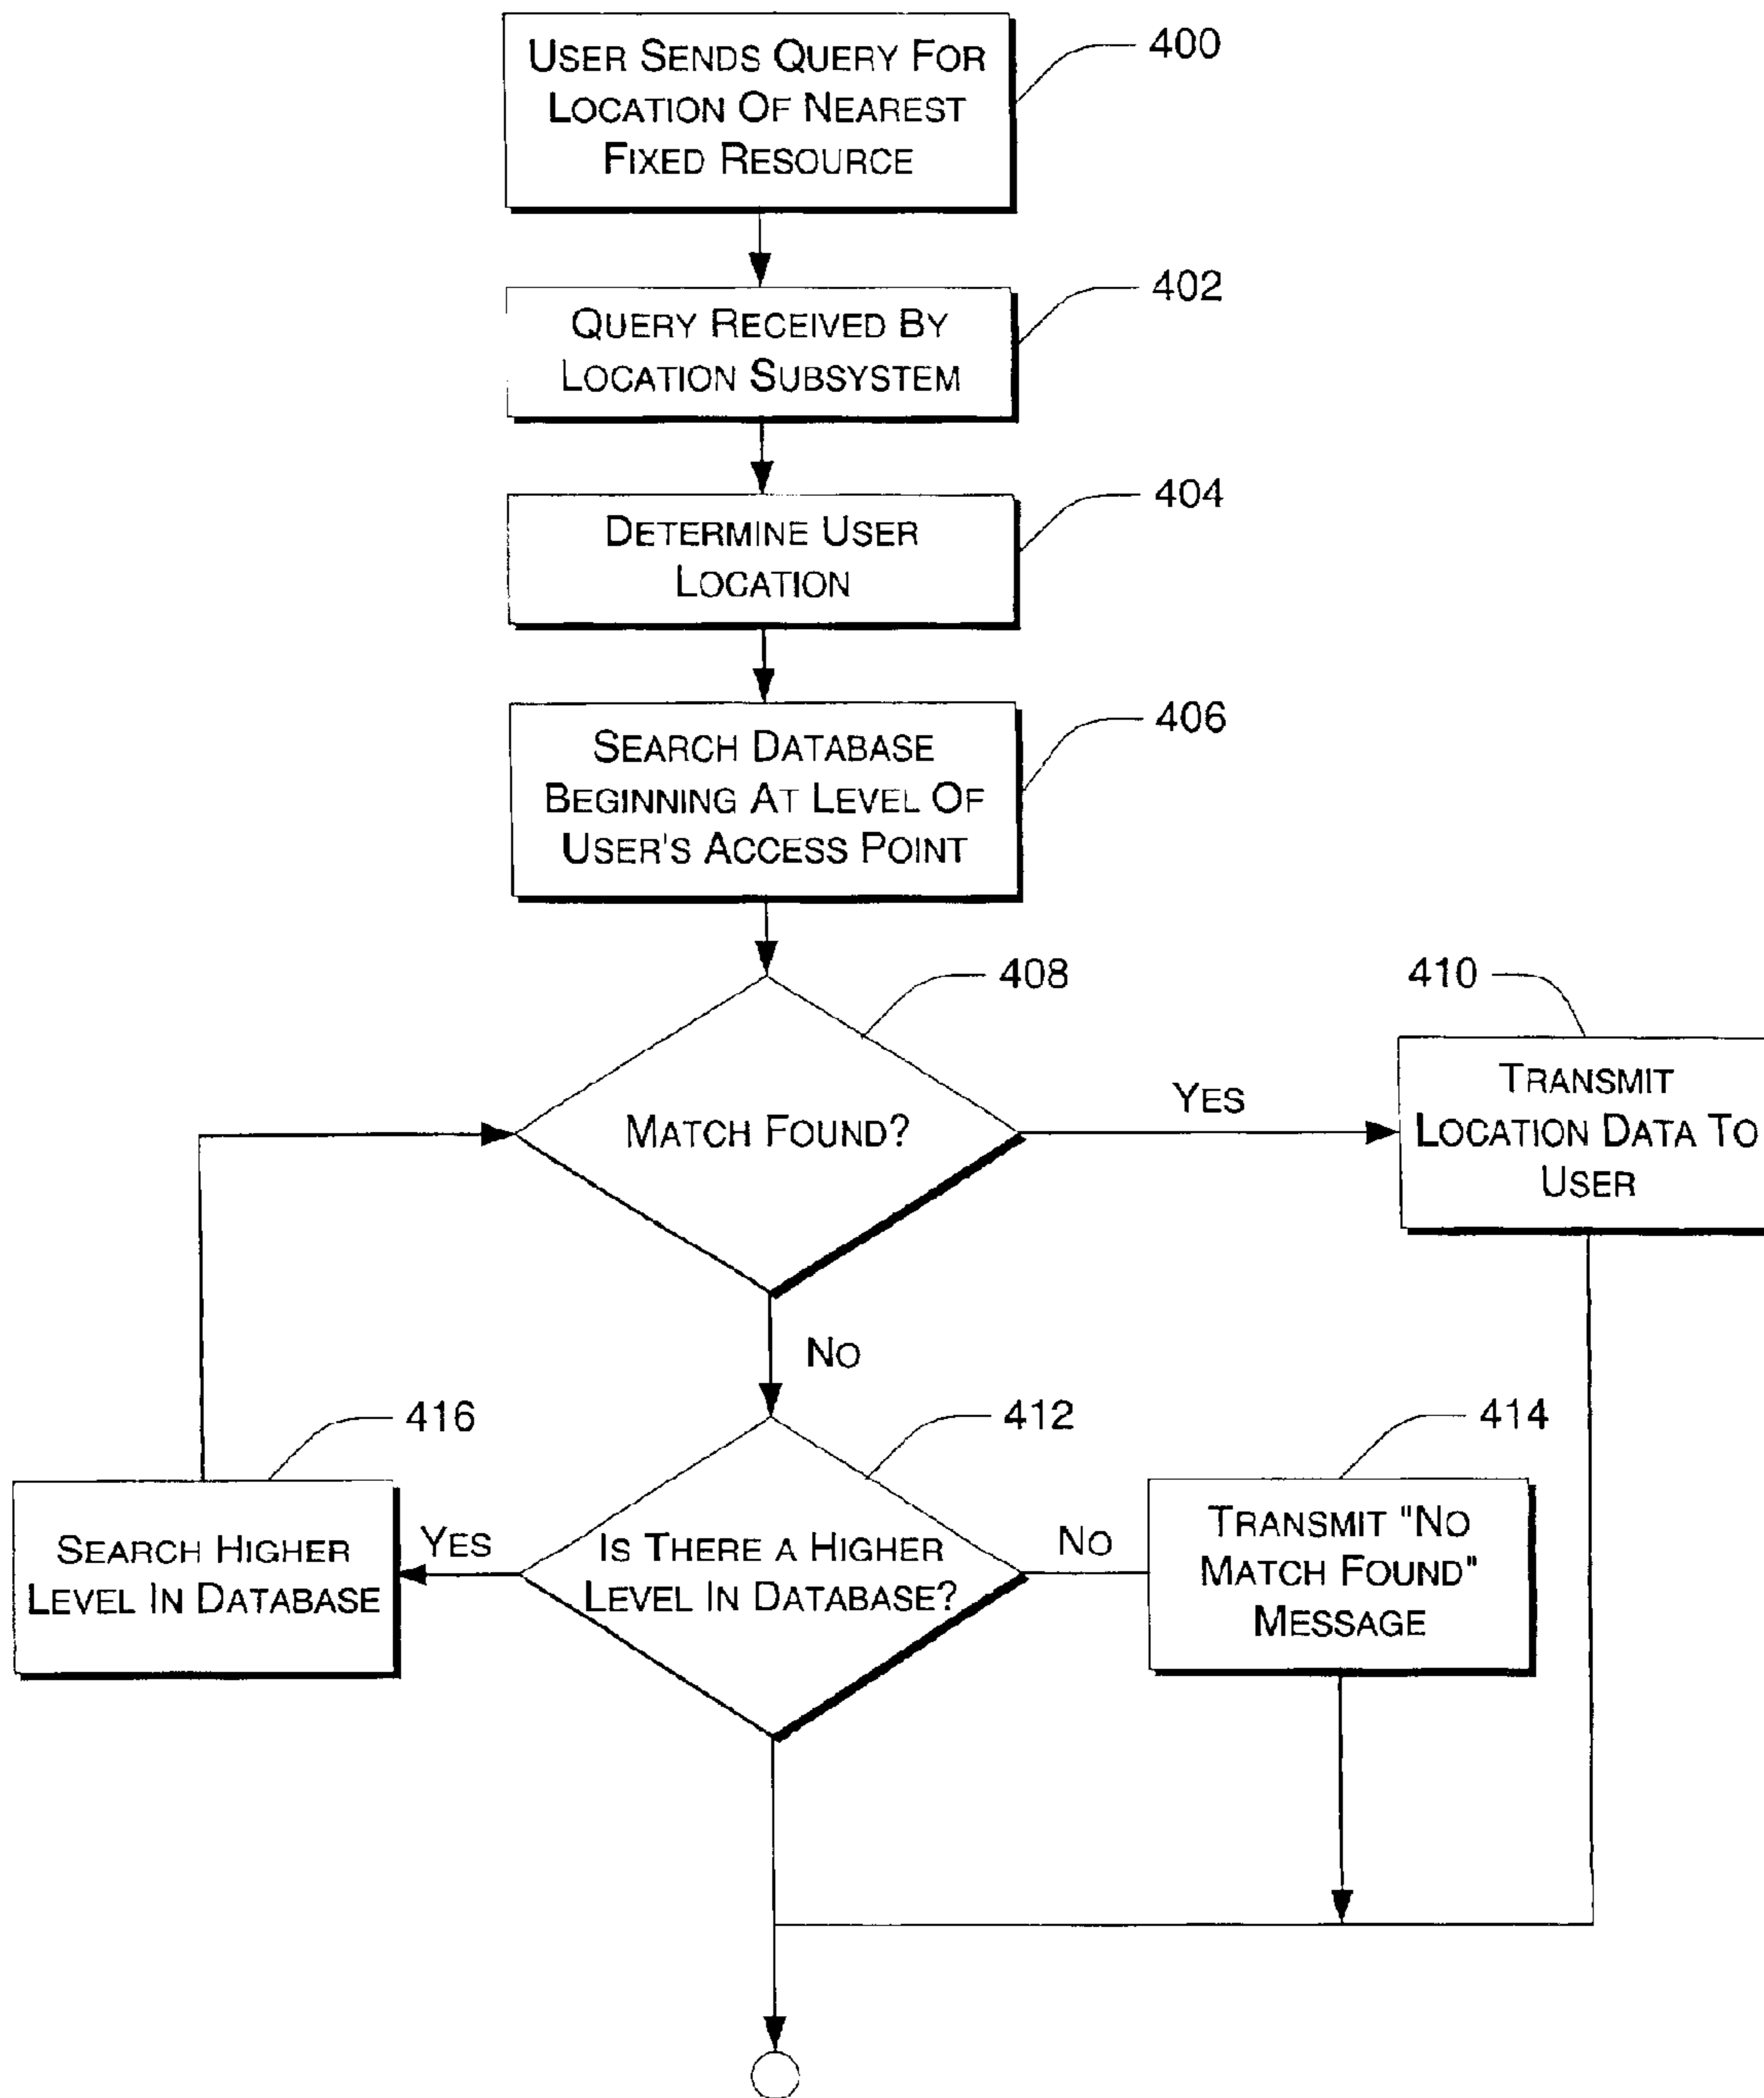 USER SENDS QUERY FOR
LOCATION OF NEAREST
FIXED RESOURCE
400
QUERY RECEIVED BY
LOCATION SUBSYSTEM
402
DETERMINE USER
LOCATION
404
SEARCH DATABASE
BEGINNING AT LEVEL OF
USER'S ACCESS POINT
406
MATCH FOUND?
408
YES
410
TRANSMIT
LOCATION DATA TO
USER
NO
416
SEARCH HIGHER
LEVEL IN DATABASE
YES
IS THERE A HIGHER
LEVEL IN DATABASE?
412
NO
414
TRANSMIT "NO
MATCH FOUND"
MESSAGE